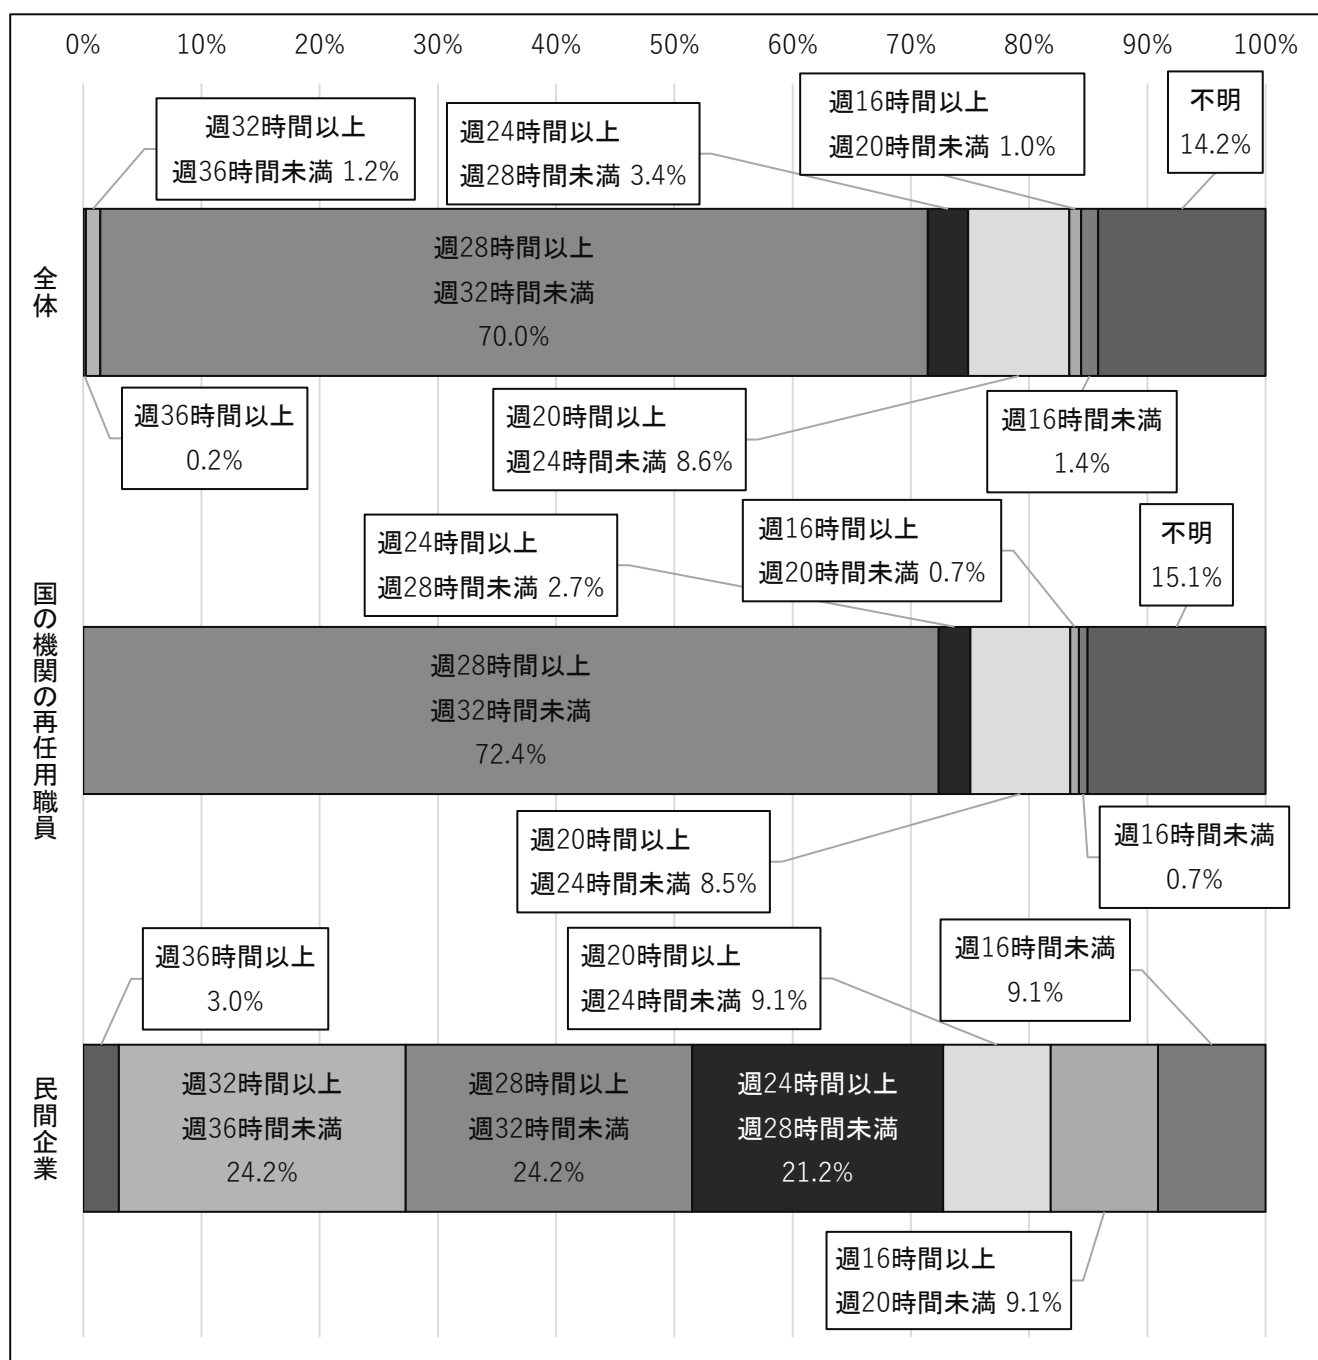 0%
10%
20%
30%
40%
50%
60%
70%
80%
90%
100%
全体
週32時間以上
週36時間未満 1.2%
週24時間以上
週28時間未満 3.4%
週16時間以上
週20時間未満 1.0%
不明
14.2%
週28時間以上
週32時間未満
70.0%
週36時間以上
0.2%
週20時間以上
週24時間未満 8.6%
週16時間未満
1.4%
国の機関の再任用職員
週24時間以上
週28時間未満 2.7%
週16時間以上
週20時間未満 0.7%
不明
15.1%
週28時間以上
週32時間未満
72.4%
週20時間以上
週24時間未満 8.5%
週16時間未満
0.7%
民間企業
週36時間以上
3.0%
週20時間以上
週24時間未満 9.1%
週16時間未満
9.1%
週32時間以上
週36時間未満
24.2%
週28時間以上
週32時間未満
24.2%
週24時間以上
週28時間未満
21.2%
週16時間以上
週20時間未満 9.1%